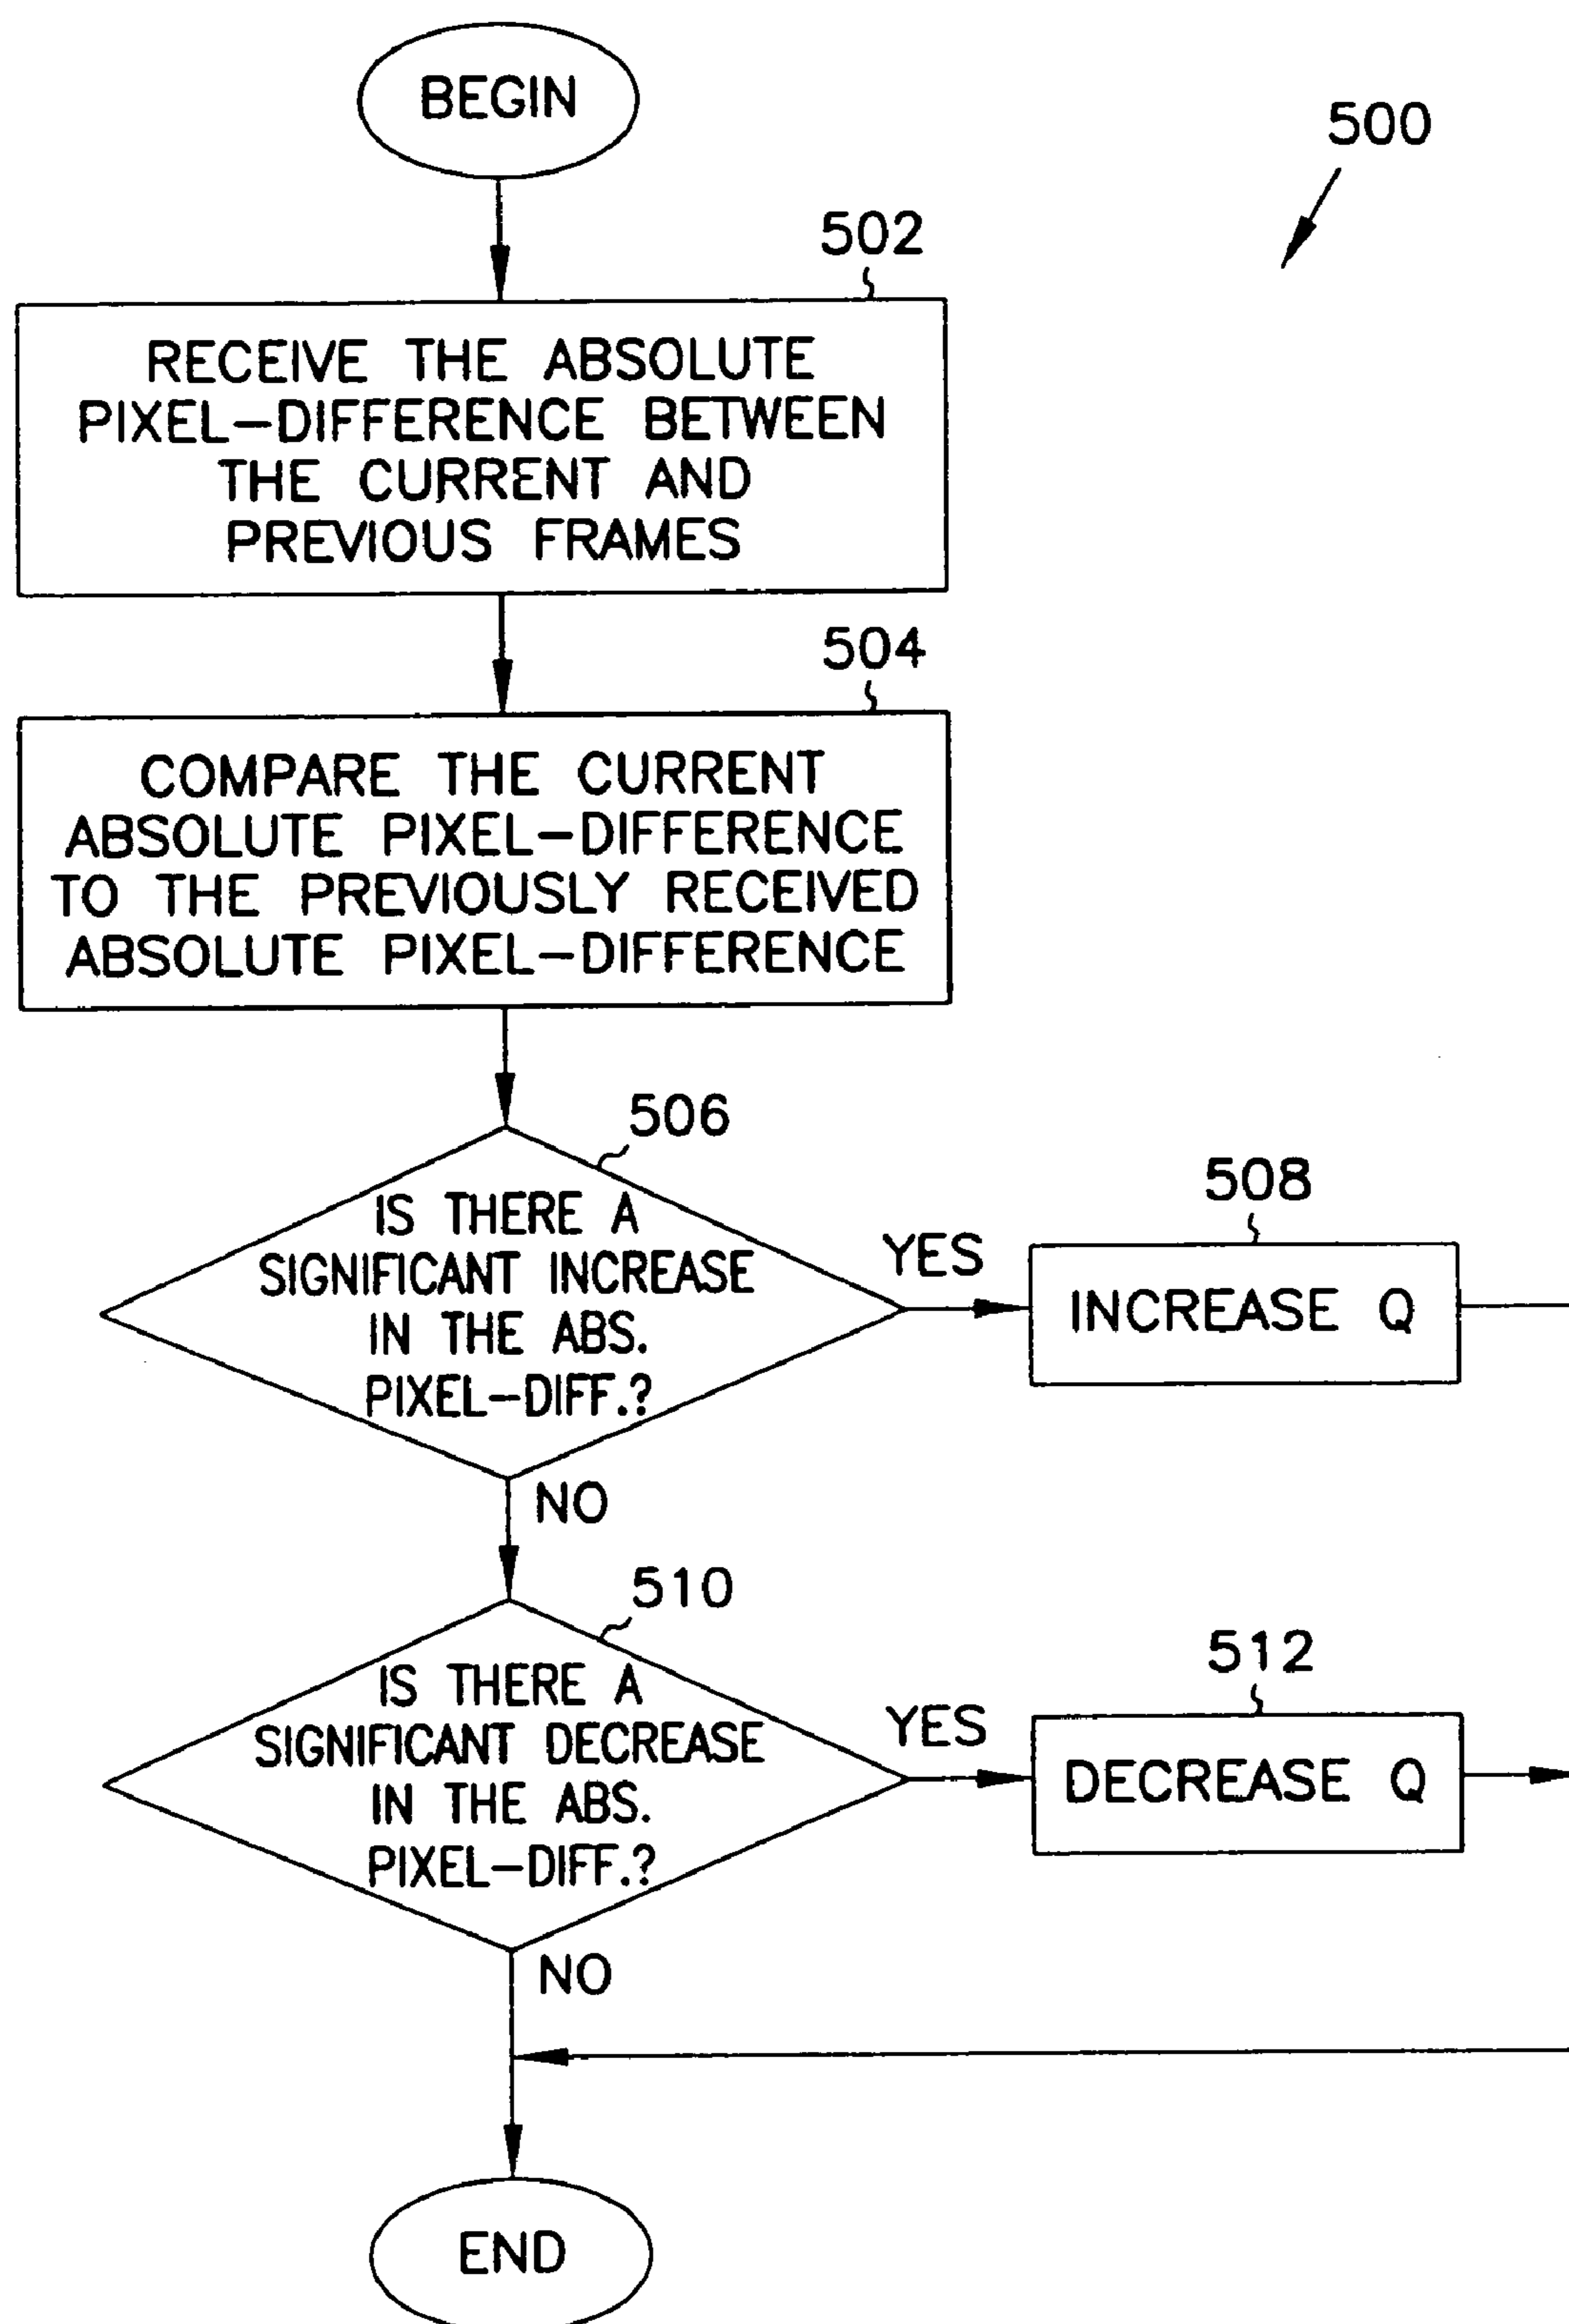 BEGIN
500
502
RECEIVE THE ABSOLUTE
PIXEL-DIFFERENCE BETWEEN
THE CURRENT AND
PREVIOUS FRAMES
504
COMPARE THE CURRENT
ABSOLUTE PIXEL-DIFFERENCE
TO THE PREVIOUSLY RECEIVED
ABSOLUTE PIXEL-DIFFERENCE
506
IS THERE A
SIGNIFICANT INCREASE
IN THE ABS.
PIXEL-DIFF.?
YES
508
INCREASE Q
NO
510
IS THERE A
SIGNIFICANT DECREASE
IN THE ABS.
PIXEL-DIFF.?
YES
512
DECREASE Q
NO
END